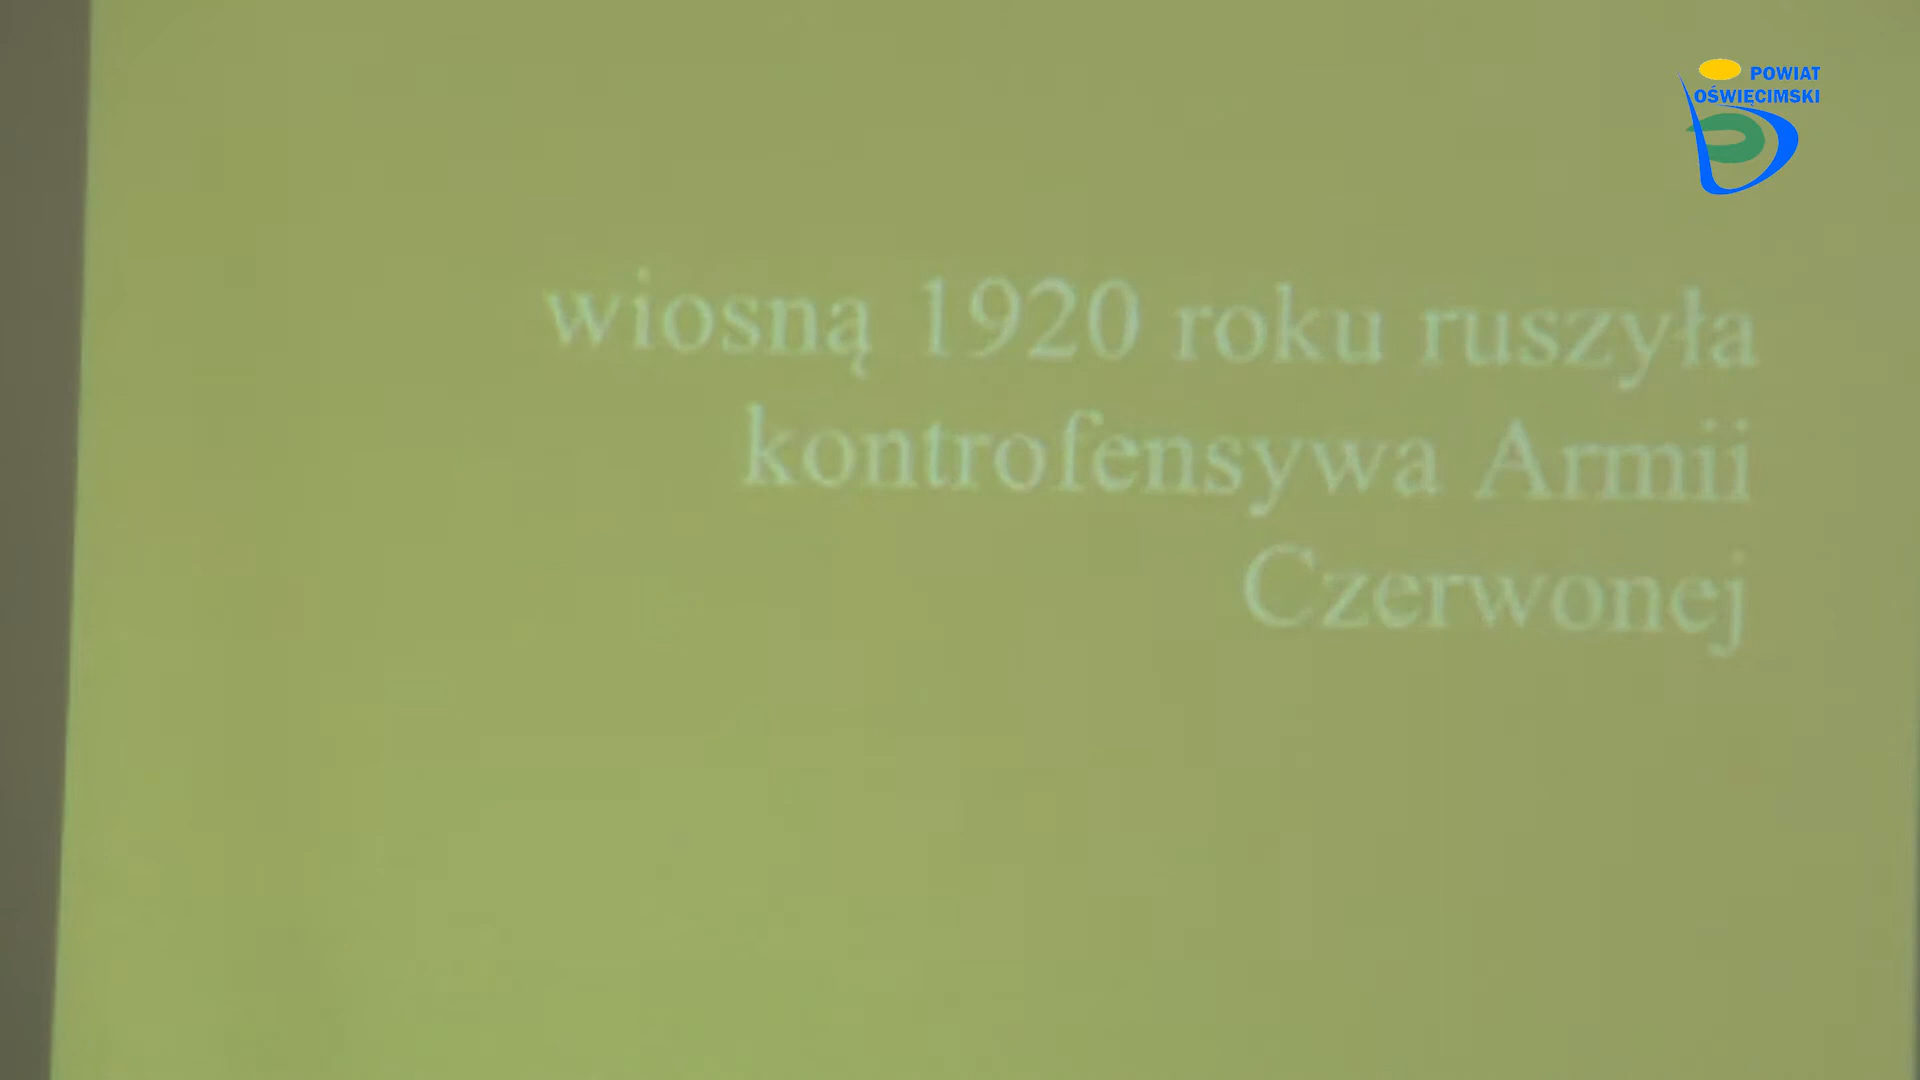 POWIAT
OŚWIĘCIMSKI
wiosną 1920 roku ruszyła
kontrofensywa Armii
Czerwonej